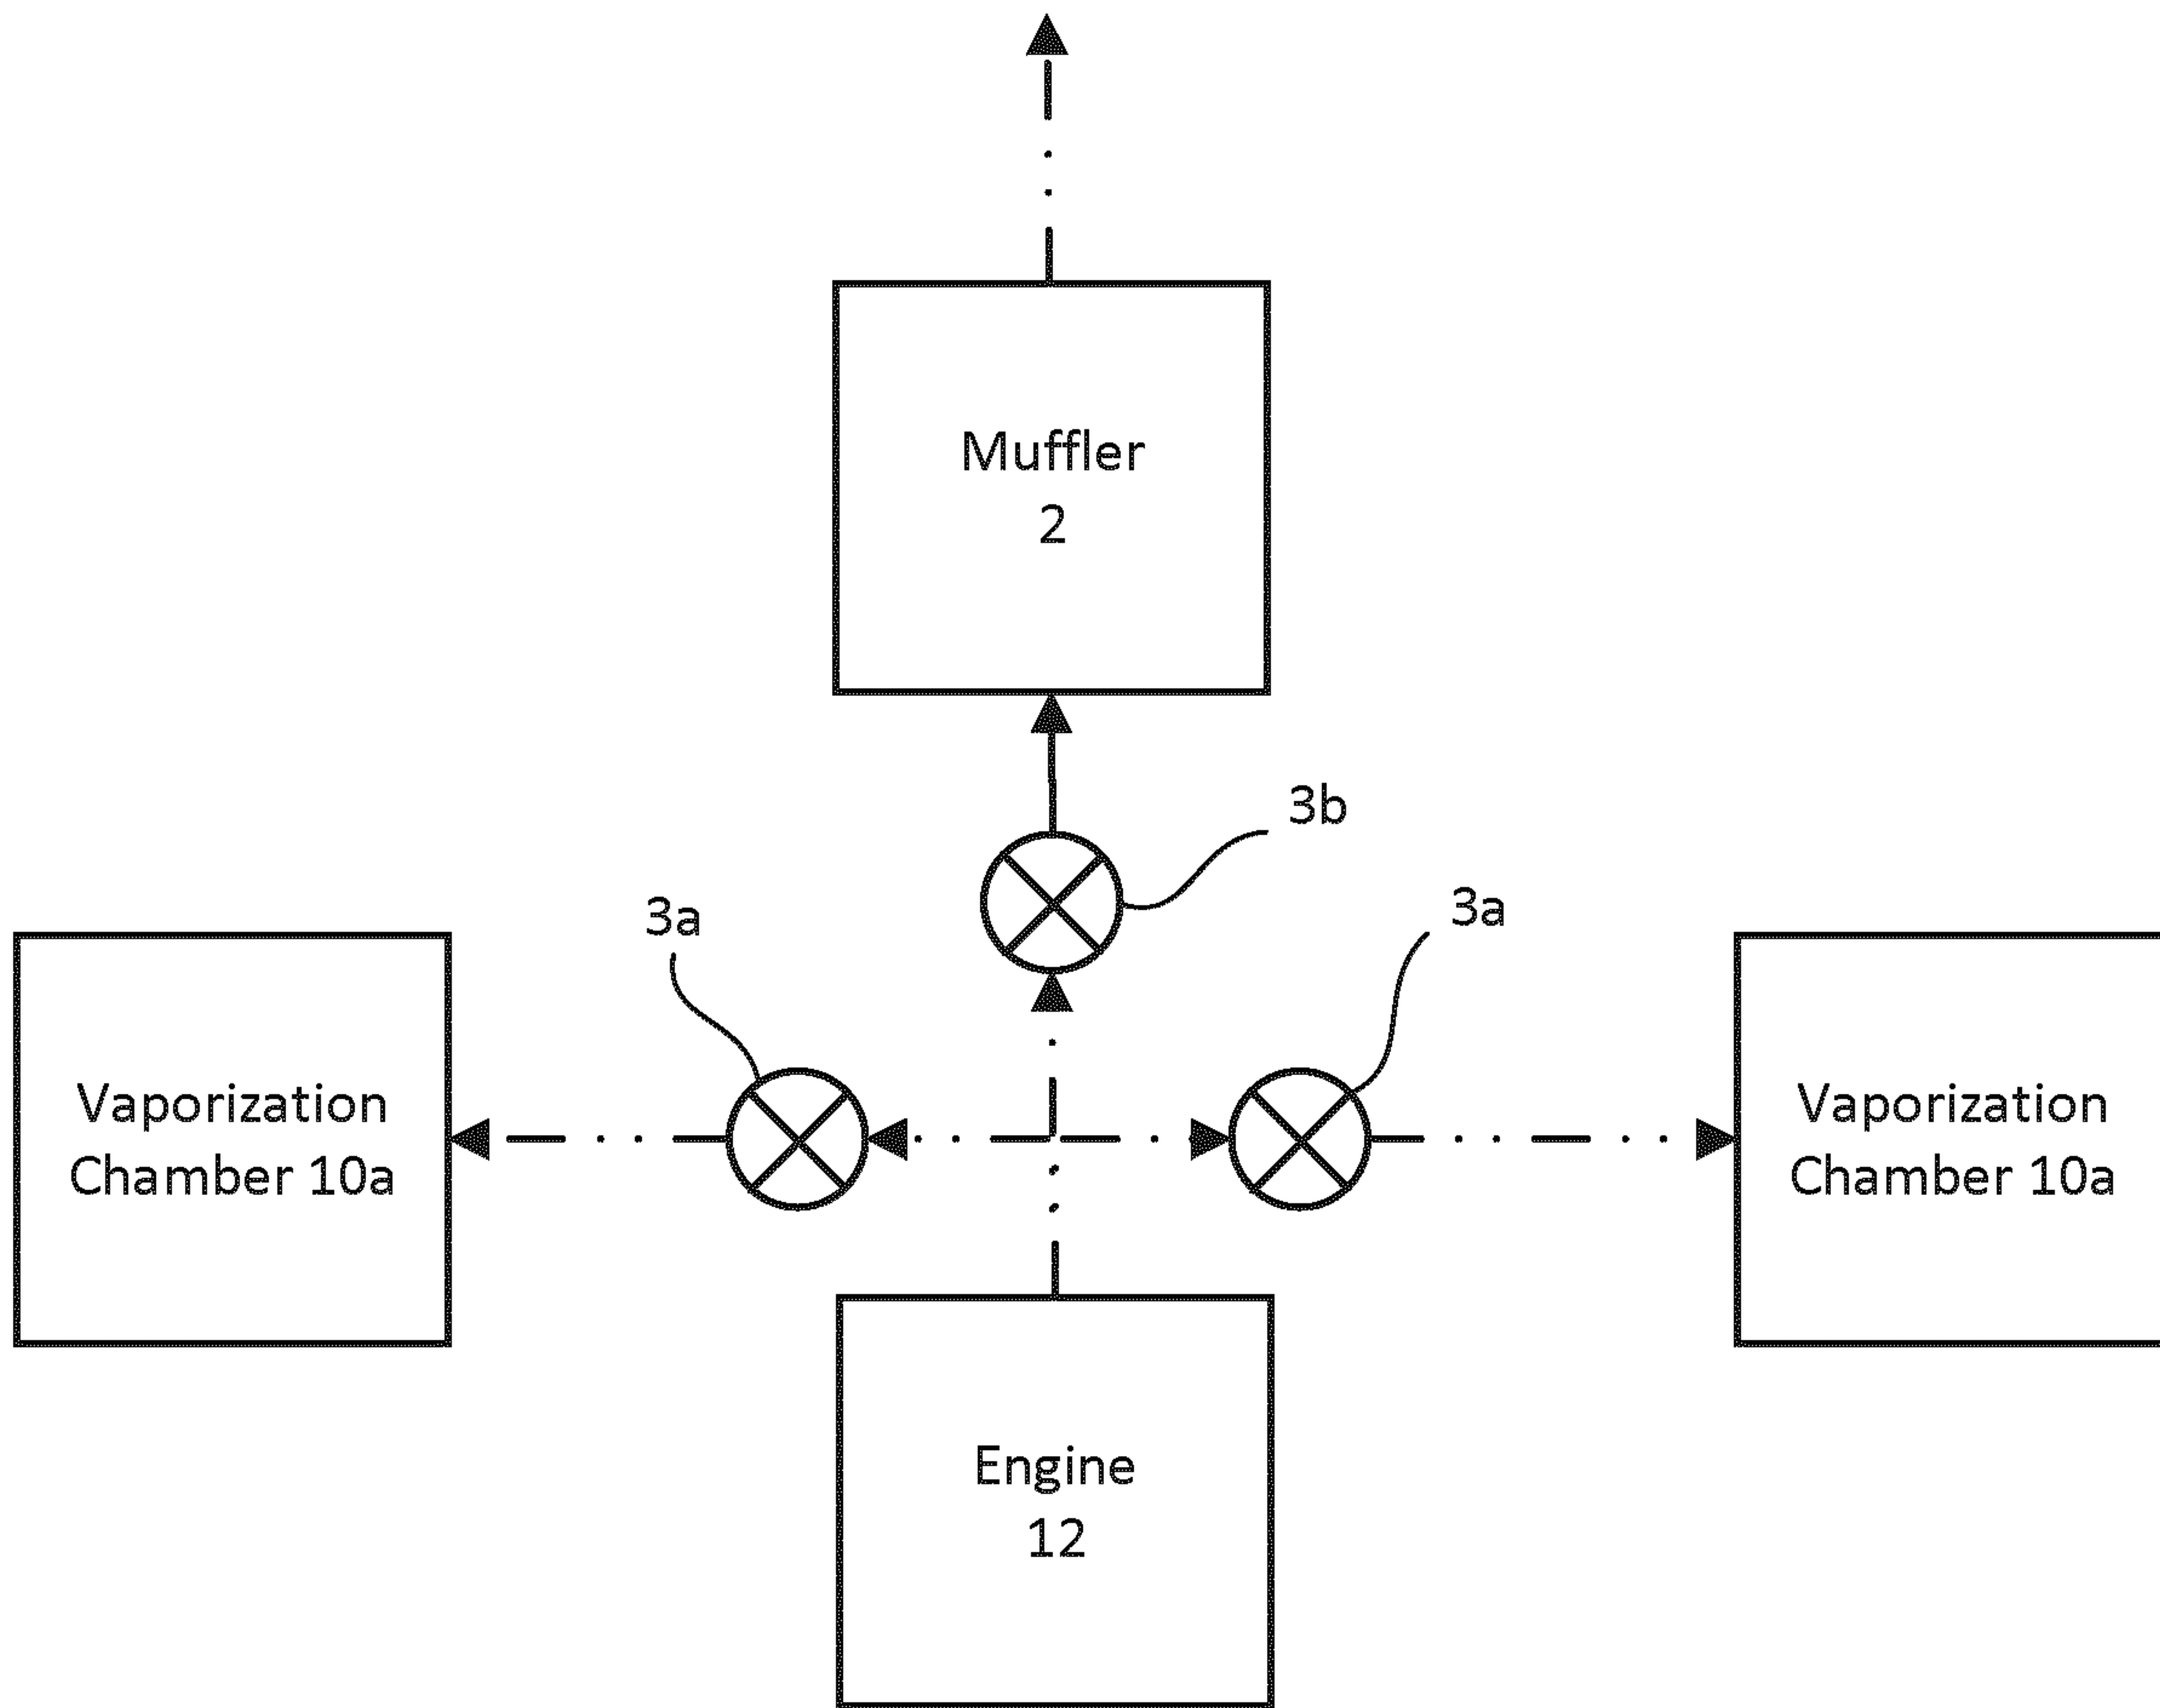 Muffler
2
3b
3a
3a
Vaporization
Chamber 10a
Vaporization
Chamber 10a
Engine
12